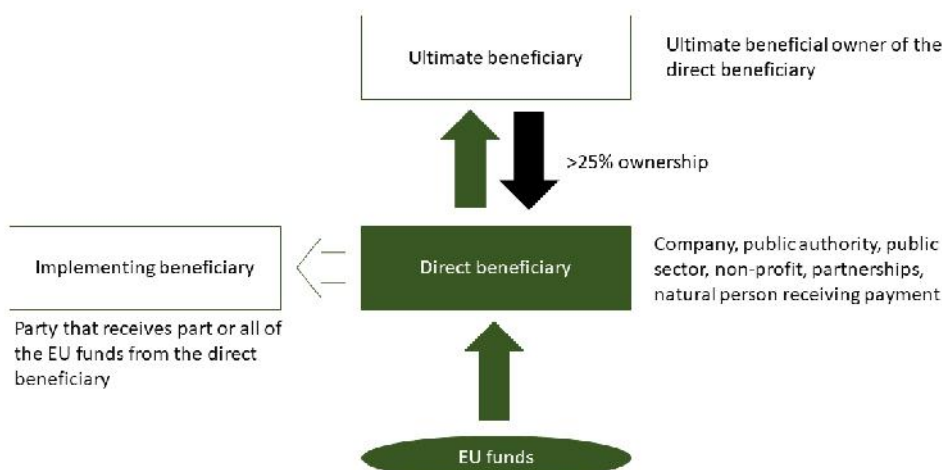 Ultimate beneficiary
Ultimate beneficial owner of the
direct beneficiary
>25% ownership
Implementing beneficiary
Direct beneficiary
Company, public authority, public
sector, non-profit, partnerships,
natural person receiving payment
Party that receives part or all of
the EU funds from the direct
beneficiary
EU funds